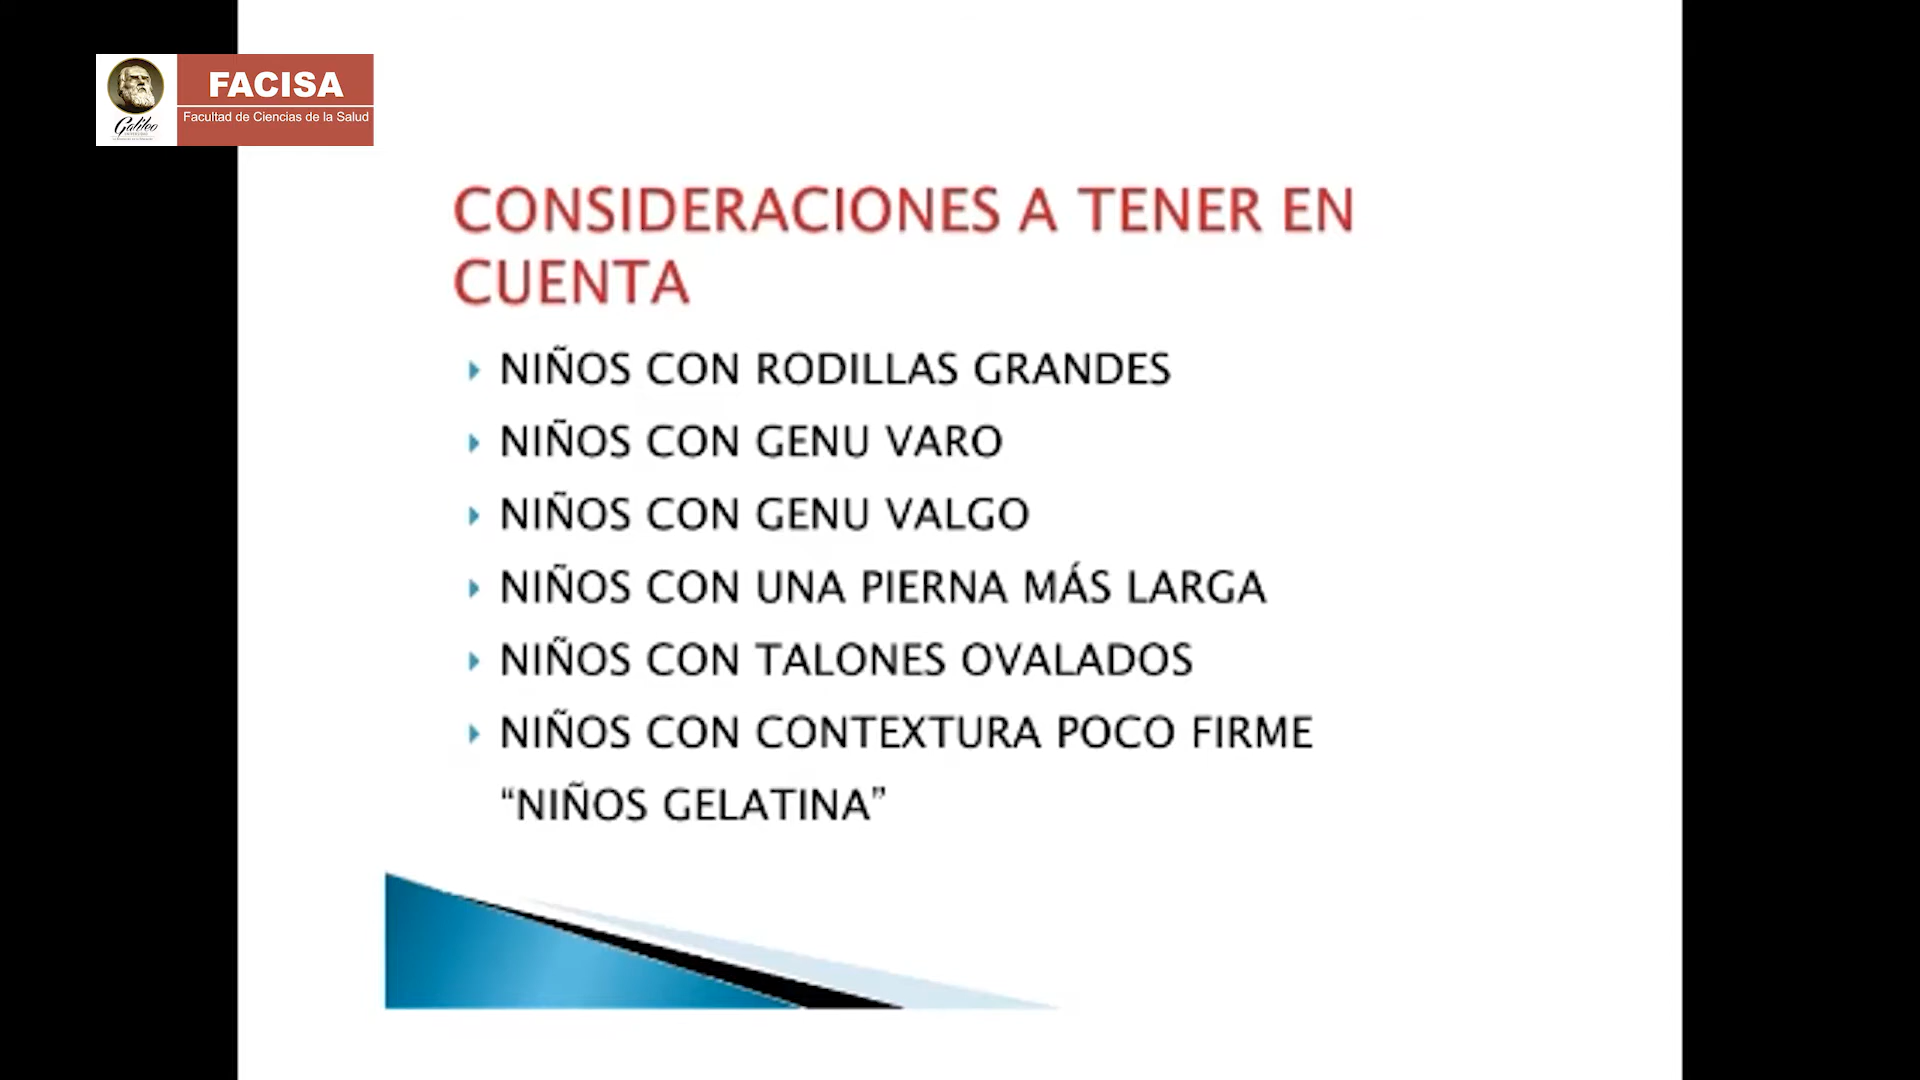 FACISA
Facultad de Ciencias de la Salud
Galileo
CONSIDERACIONES A TENER EN
CUENTA
NIÑOS CON RODILLAS GRANDES
NIÑOS CON GENU VARO
NIÑOS CON GENU VALGO
NIÑOS CON UNA PIERNA MÁS LARGA
NIÑOS CON TALONES OVALADOS
NIÑOS CON CONTEXTURA POCO FIRME
“NIÑOS GELATINA”